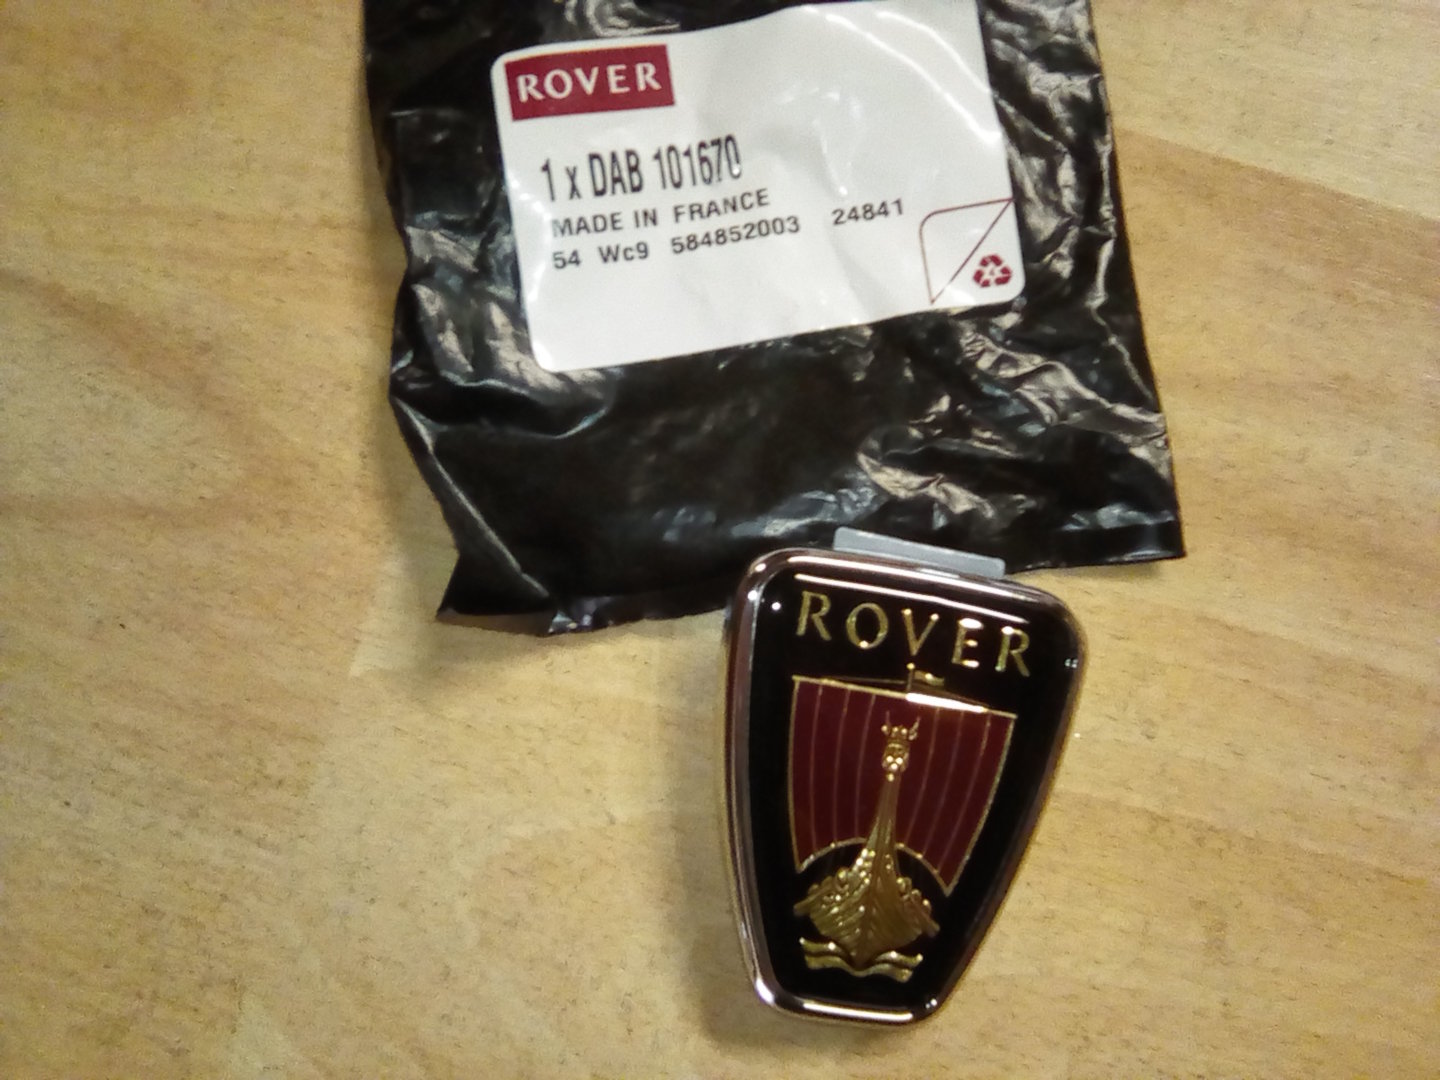 ROVER
1 x DAB 101670
MADE IN FRANCE
54 Wc9 584852003 24841
ROVER